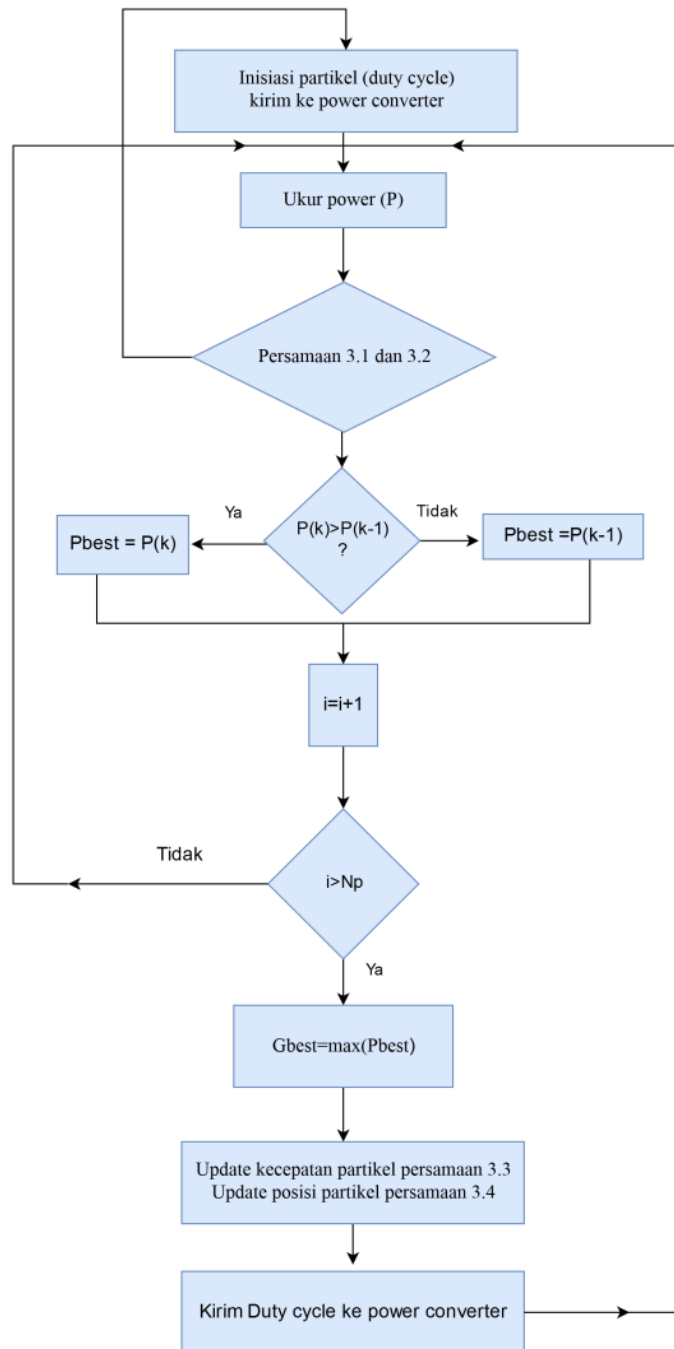 Inisiasi partikel (duty cycle)
kirim ke power converter
Ukur power (P)
Persamaan 3.1 dan 3.2
P(k)>P(k-1)
?
Ya
Tidak
Pbest = P(k)
Pbest =P(k-1)
i=i+1
i>Np
Tidak
Ya
Gbest=max(Pbest)
Update kecepatan partikel persamaan 3.3
Update posisi partikel persamaan 3.4
Kirim Duty cycle ke power converter